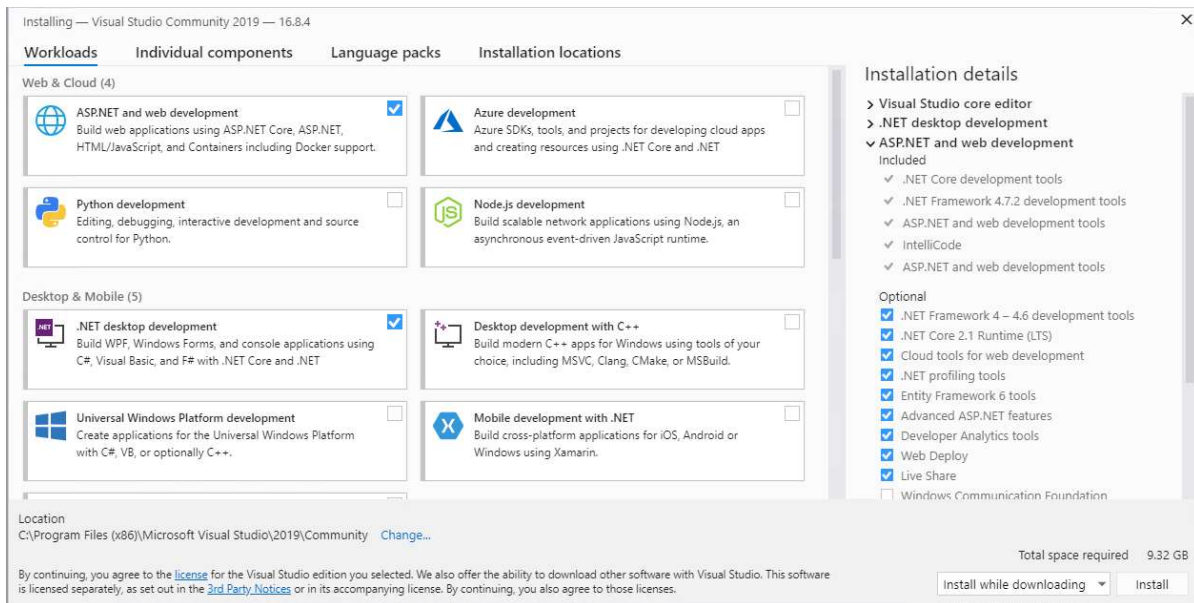 Installing — Visual Studio Community 2019 — 16.8.4
Workloads
Individual components
Language packs
Installation locations
Web & Cloud (4)
ASP.NET and web development
Build web applications using ASP.NET Core, ASP.NET,
HTML/JavaScript, and Containers including Docker support.
Azure development
Azure SDKs, tools, and projects for developing cloud apps
and creating resources using .NET Core and .NET
Python development
Editing, debugging, interactive development and source
control for Python.
JS
Node.js development
Build scalable network applications using Node.js, an
asynchronous event-driven JavaScript runtime.
Desktop & Mobile (5)
.NET
.NET desktop development
Build WPF, Windows Forms, and console applications using
C#, Visual Basic, and F# with .NET Core and .NET
Desktop development with C++
Build modern C++ apps for Windows using tools of your
choice, including MSVC, Clang, CMake, or MSBuild.
Universal Windows Platform development
Create applications for the Universal Windows Platform
with C#, VB, or optionally C++.
Mobile development with .NET
Build cross-platform applications for iOS, Android or
Windows using Xamarin.
Installation details
Visual Studio core editor
.NET desktop development
ASP.NET and web development
Included
.NET Core development tools
.NET Framework 4.7.2 development tools
ASP.NET and web development tools
IntelliCode
ASP.NET and web development tools
Optional
.NET Framework 4 – 4.6 development tools
.NET Core 2.1 Runtime (LTS)
Cloud tools for web development
.NET profiling tools
Entity Framework 6 tools
Advanced ASP.NET features
Developer Analytics tools
Web Deploy
Live Share
Windows Communication Foundation
Location
C:\Program Files (x86)\Microsoft Visual Studio\2019\Community Change...
By continuing, you agree to the license for the Visual Studio edition you selected. We also offer the ability to download other software with Visual Studio. This software
is licensed separately, as set out in the 3rd Party Notices or in its accompanying license. By continuing, you also agree to those licenses.
Total space required 9.32 GB
Install while downloading
Install